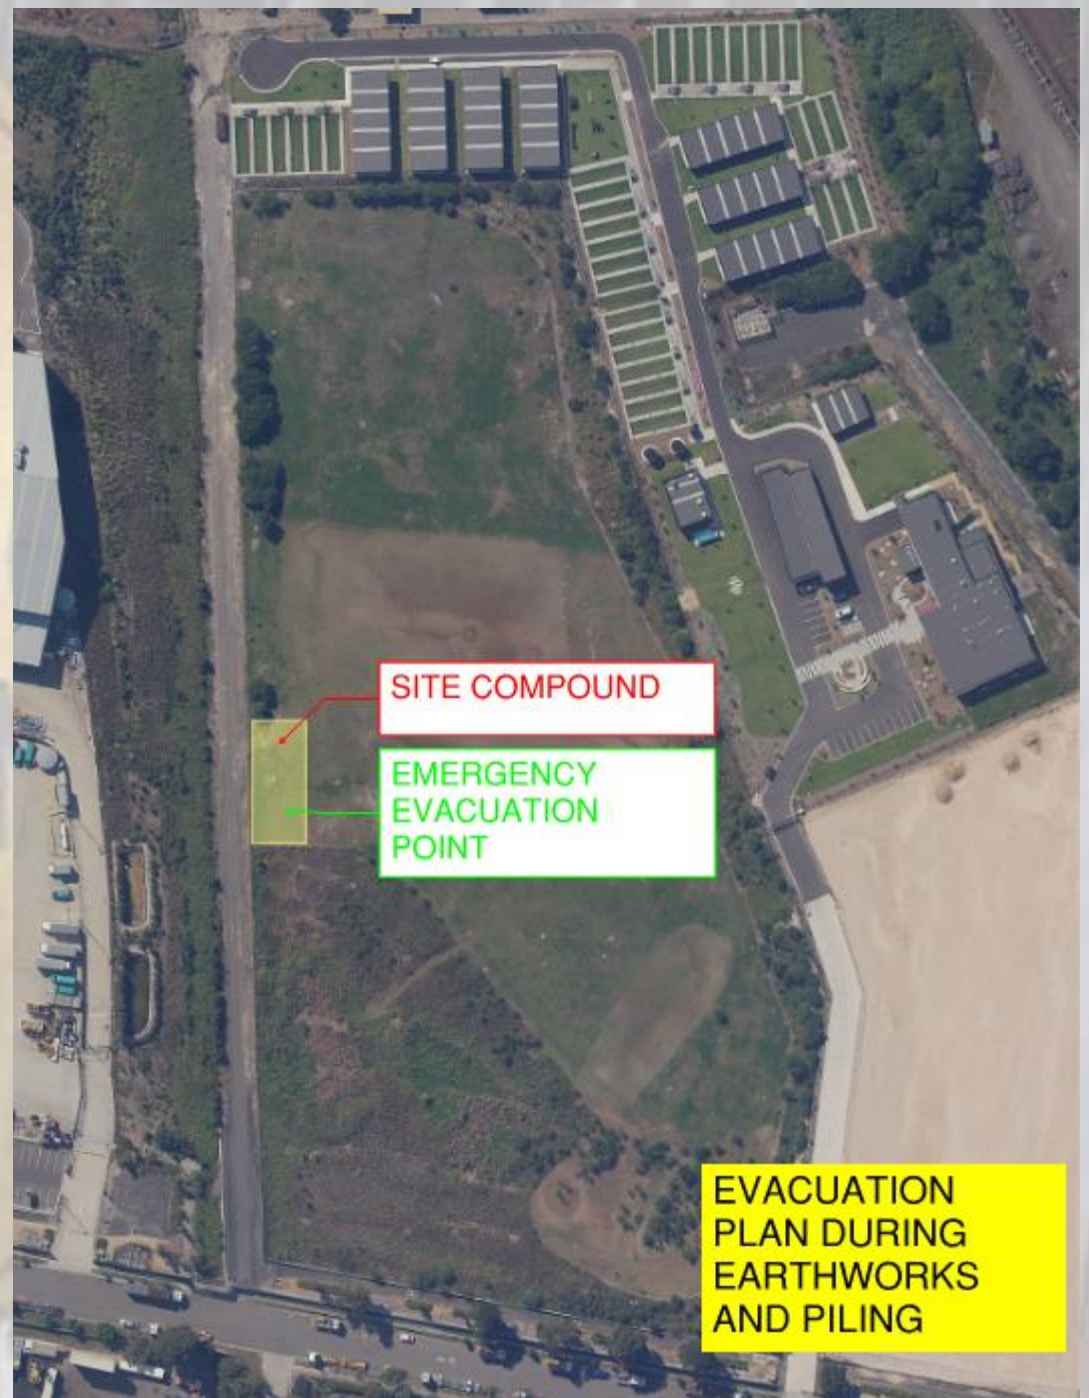 SITE COMPOUND
EMERGENCY
EVACUATION
POINT
EVACUATION
PLAN DURING
EARTHWORKS
AND PILING